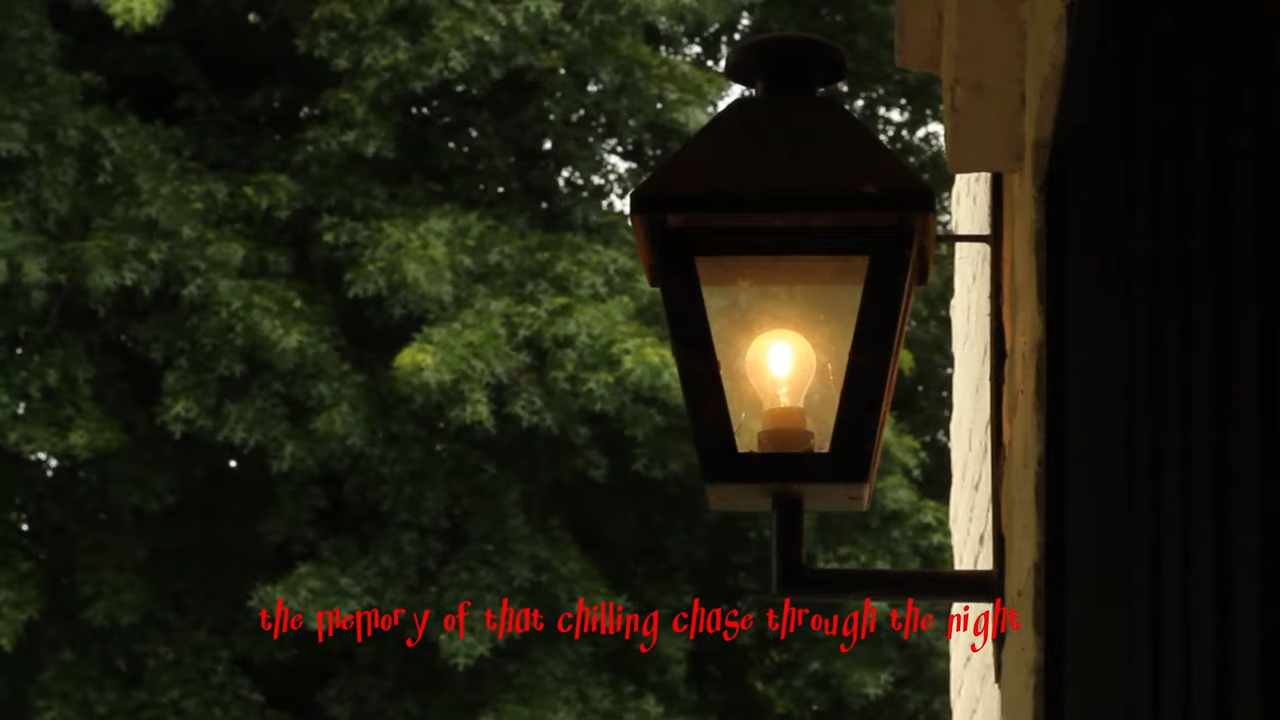 the memory of that chilling chase through the night